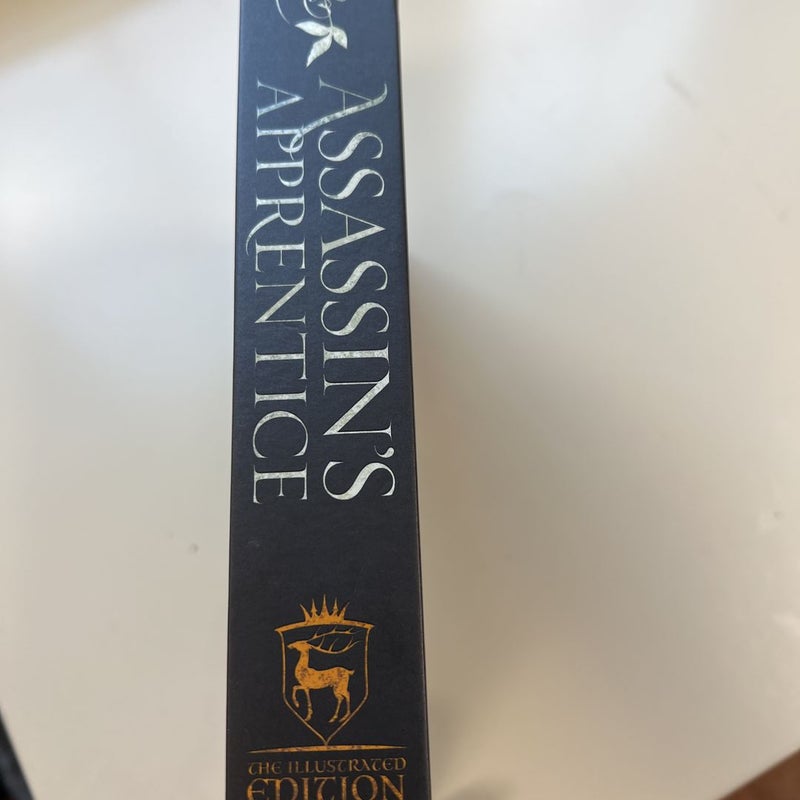 ASSASSIN'S
APPRENTICE
THE ILLUSTRATED
EDITION